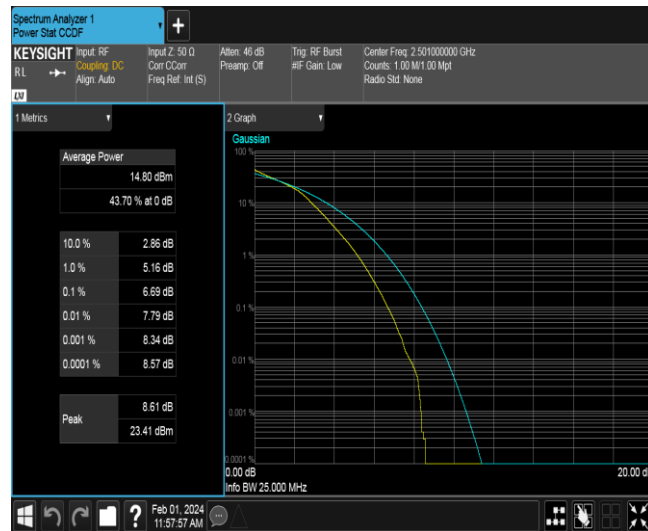 Spectrum Analyzer 1
Power Stat CCDF
+
KEYSIGHT
RL
LXI
Input: RF
Coupling: DC
Align: Auto
Input Z: 50 Ω
Corr CCorr
Freq Ref: Int (S)
Atten: 46 dB
Preamp: Off
Trig: RF Burst
#IF Gain: Low
Center Freq: 2.501000000 GHz
Counts: 1.00 M/1.00 Mpt
Radio Std: None
1 Metrics
Average Power
14.80 dBm
43.70 % at 0 dB
10.0 % 2.86 dB
1.0 % 5.16 dB
0.1 % 6.69 dB
0.01 % 7.79 dB
0.001 % 8.34 dB
0.0001 % 8.57 dB
Peak
8.61 dB
23.41 dBm
2 Graph
Gaussian
100 %
10 %
1 %
0.1 %
0.01 %
0.001 %
0.0001 %
0.00 dB
20.00 d
Info BW 25.000 MHz
?
Feb 01, 2024
11:57:57 AM